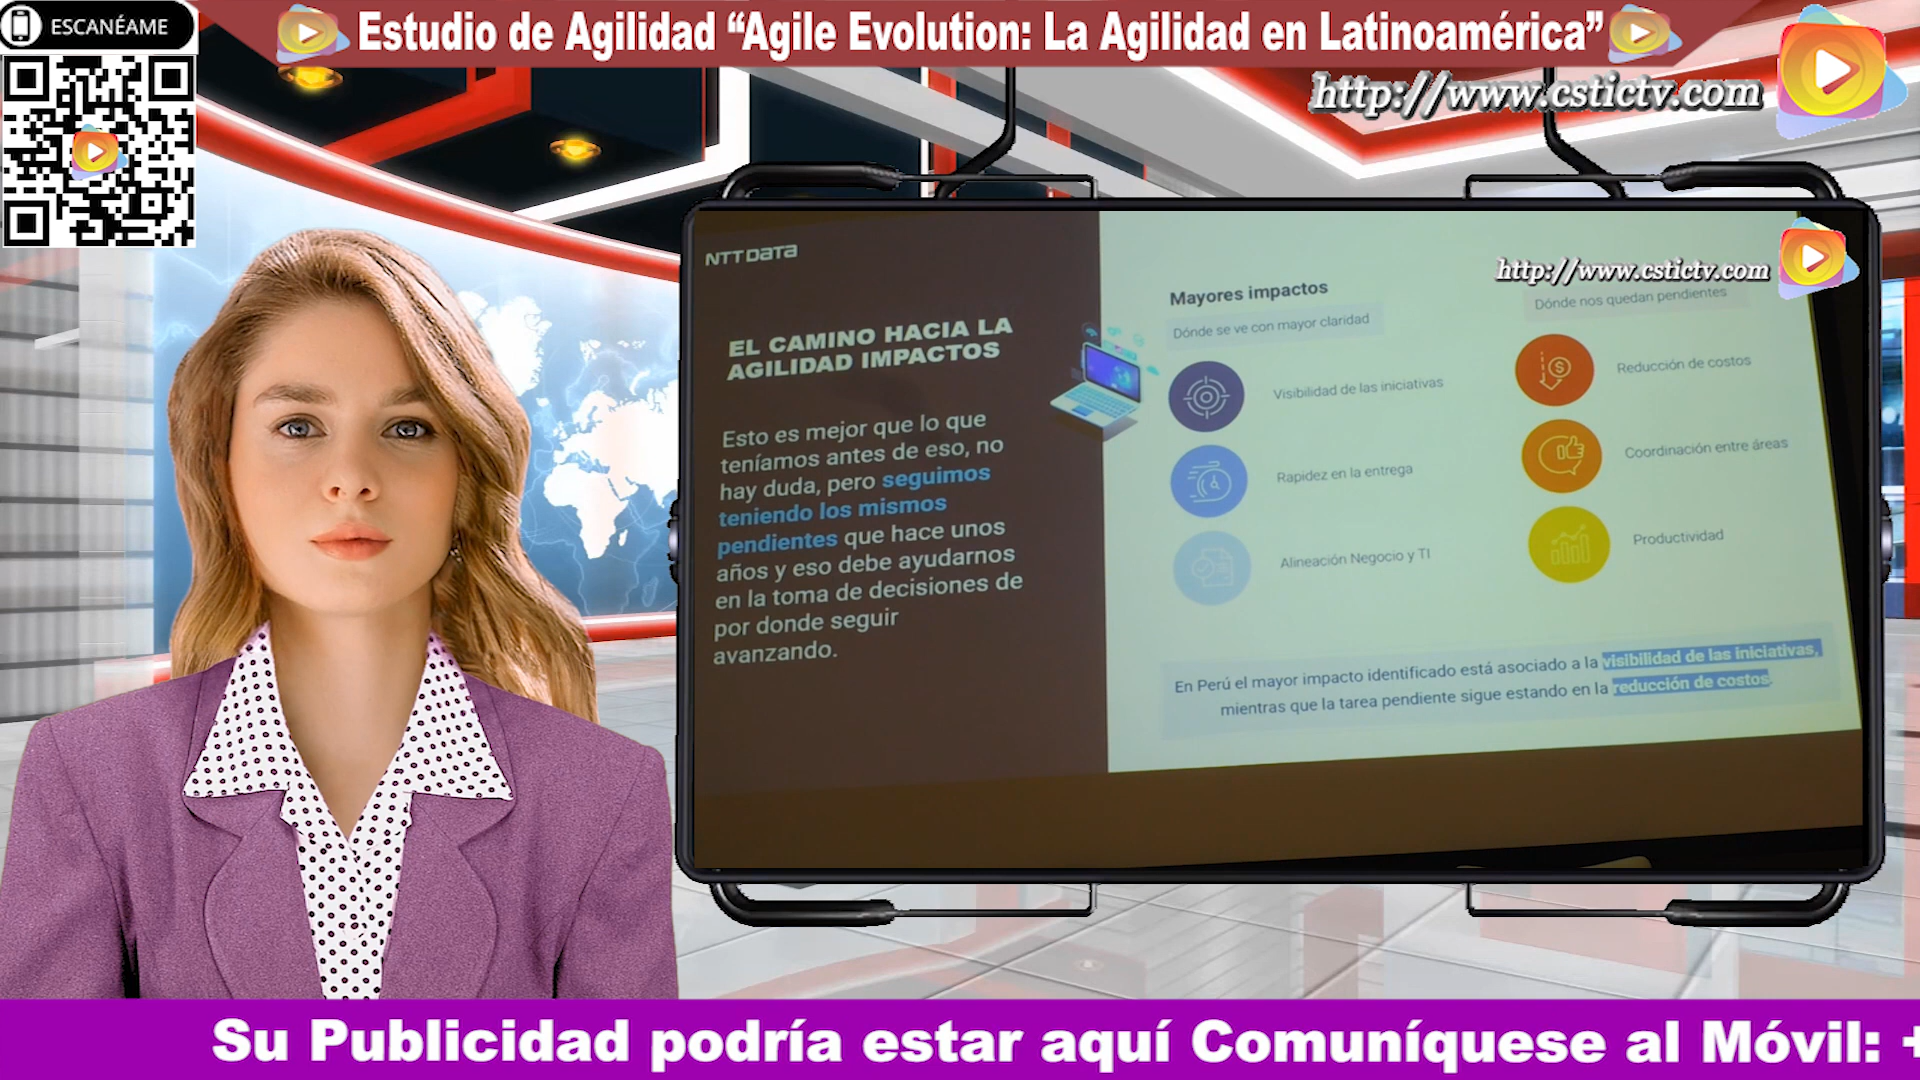 ESCANÉAME
Estudio de Agilidad “Agile Evolution: La Agilidad en Latinoamérica”
http://www.cstictv.com
NTT DATA
EL CAMINO HACIA LA
AGILIDAD IMPACTOS
Esto es mejor que lo que
teníamos antes de eso, no
hay duda, pero seguimos
teniendo los mismos
pendientes que hace unos
años y eso debe ayudarnos
en la toma de decisiones de
por donde seguir
avanzando.
Mayores impactos
Dónde se ve con mayor claridad
Visibilidad de las iniciativas
Rapidez en la entrega
Alineación Negocio y TI
http://www.cstictv.com
Dónde nos quedan pendientes
Reducción de costos
Coordinación entre áreas
Productividad
En Perú el mayor impacto identificado está asociado a la visibilidad de las iniciativas,
mientras que la tarea pendiente sigue estando en la reducción de costos.
Su Publicidad podría estar aquí Comuníquese al Móvil: +